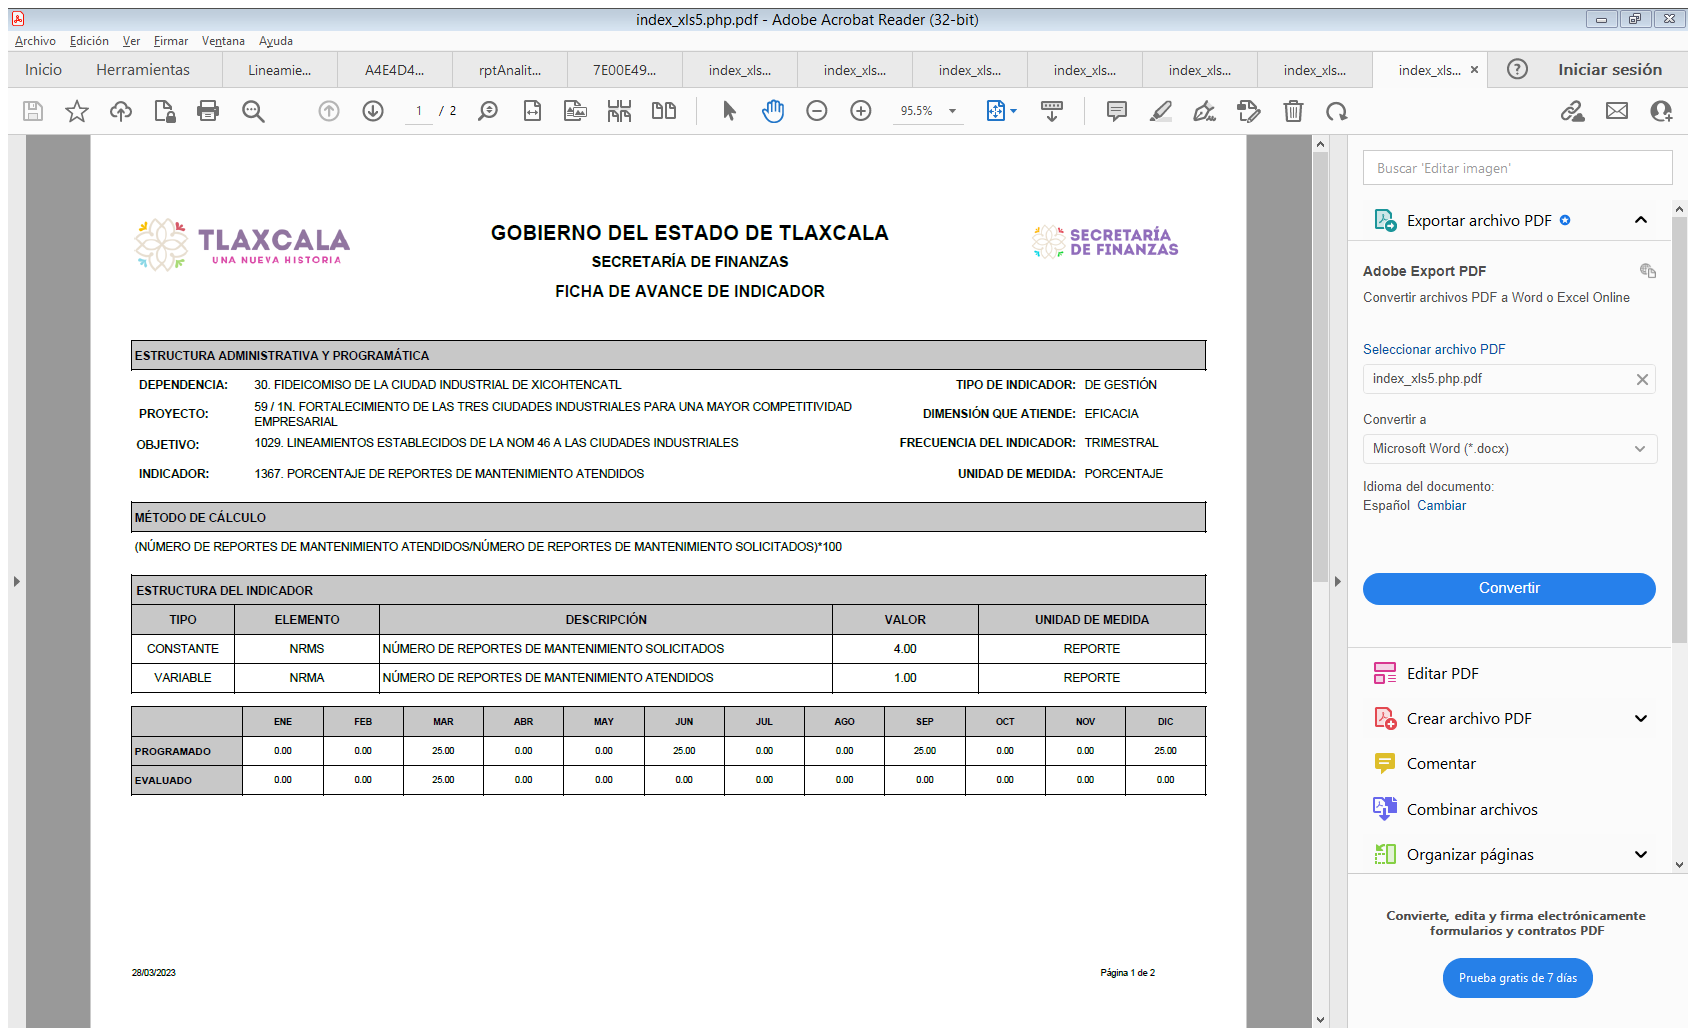 index_xls5.php.pdf - Adobe Acrobat Reader (32-bit)
Archivo Edición Ver Firmar Ventana Ayuda
Inicio Herramientas Lineamie... A4E4D4... rptAnalit... 7E00E49... index_xls... index_xls... index_xls... index_xls... index_xls... index_xls... index_xls... × ? Iniciar sesión
1 / 2 95.5%
TLAXCALA
UNA NUEVA HISTORIA
GOBIERNO DEL ESTADO DE TLAXCALA
SECRETARÍA DE FINANZAS
FICHA DE AVANCE DE INDICADOR
SECRETARÍA
DE FINANZAS
ESTRUCTURA ADMINISTRATIVA Y PROGRAMÁTICA
DEPENDENCIA: 30. FIDEICOMISO DE LA CIUDAD INDUSTRIAL DE XICOHTENCATL TIPO DE INDICADOR: DE GESTIÓN
PROYECTO: 59 / 1N. FORTALECIMIENTO DE LAS TRES CIUDADES INDUSTRIALES PARA UNA MAYOR COMPETITIVIDAD
EMPRESARIAL DIMENSIÓN QUE ATIENDE: EFICACIA
OBJETIVO: 1029. LINEAMIENTOS ESTABLECIDOS DE LA NOM 46 A LAS CIUDADES INDUSTRIALES FRECUENCIA DEL INDICADOR: TRIMESTRAL
INDICADOR: 1367. PORCENTAJE DE REPORTES DE MANTENIMIENTO ATENDIDOS UNIDAD DE MEDIDA: PORCENTAJE
MÉTODO DE CÁLCULO
(NÚMERO DE REPORTES DE MANTENIMIENTO ATENDIDOS/NÚMERO DE REPORTES DE MANTENIMIENTO SOLICITADOS)*100
ESTRUCTURA DEL INDICADOR
TIPO ELEMENTO DESCRIPCIÓN VALOR UNIDAD DE MEDIDA
CONSTANTE NRMS NÚMERO DE REPORTES DE MANTENIMIENTO SOLICITADOS 4.00 REPORTE
VARIABLE NRMA NÚMERO DE REPORTES DE MANTENIMIENTO ATENDIDOS 1.00 REPORTE
ENE FEB MAR ABR MAY JUN JUL AGO SEP OCT NOV DIC
PROGRAMADO 0.00 0.00 25.00 0.00 0.00 25.00 0.00 0.00 25.00 0.00 0.00 25.00
EVALUADO 0.00 0.00 25.00 0.00 0.00 0.00 0.00 0.00 0.00 0.00 0.00 0.00
28/03/2023 Página 1 de 2
Buscar 'Editar imagen'
Exportar archivo PDF
Adobe Export PDF
Convertir archivos PDF a Word o Excel Online
Seleccionar archivo PDF
index_xls5.php.pdf
Convertir a
Microsoft Word (*.docx)
Idioma del documento:
Español Cambiar
Convertir
Editar PDF
Crear archivo PDF
Comentar
Combinar archivos
Organizar páginas
Convierte, edita y firma electrónicamente
formularios y contratos PDF
Prueba gratis de 7 días